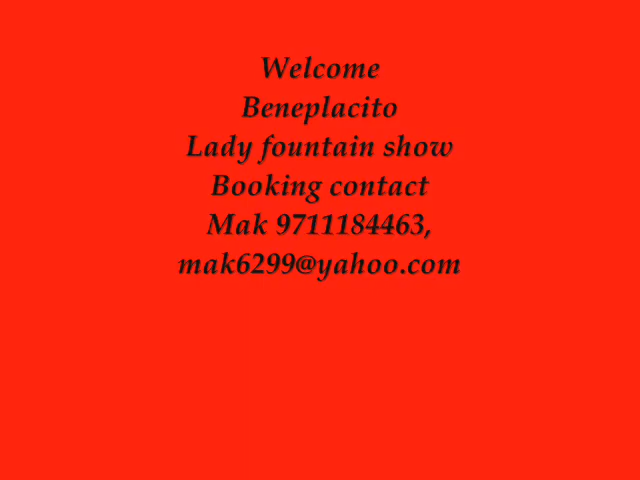 Welcome
Beneplacito
Lady fountain show
Booking contact
Mak 9711184463,
mak6299@yahoo.com